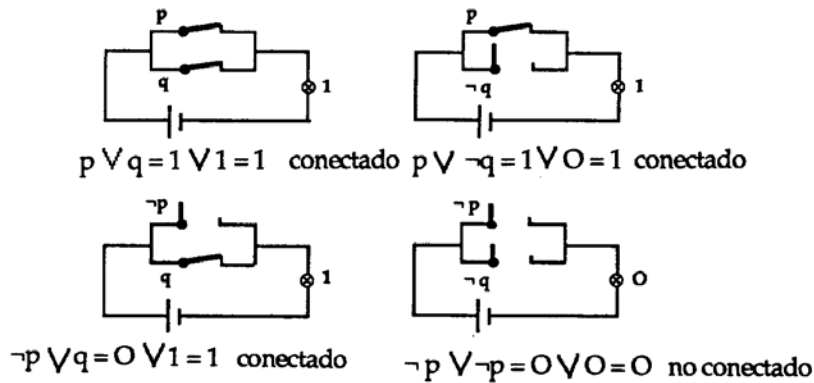 p p
q 1 ¬q 1
p ∨ q = 1 ∨ 1 = 1 conectado p ∨ ¬q = 1 ∨ 0 = 1 conectado
¬p ¬p
q 1 ¬q 0
¬p ∨ q = 0 ∨ 1 = 1 conectado ¬p ∨ ¬p = 0 ∨ 0 = 0 no conectado